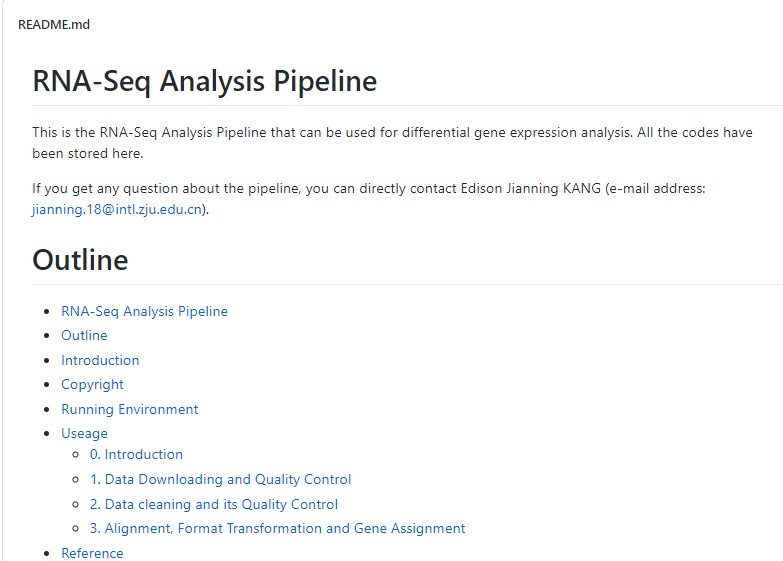 README.md
RNA-Seq Analysis Pipeline
This is the RNA-Seq Analysis Pipeline that can be used for differential gene expression analysis. All the codes have
been stored here.
If you get any question about the pipeline, you can directly contact Edison Jianning KANG (e-mail address:
jianning.18@intl.zju.edu.cn).
Outline
RNA-Seq Analysis Pipeline
Outline
Introduction
Copyright
Running Environment
Useage
0. Introduction
1. Data Downloading and Quality Control
2. Data cleaning and its Quality Control
3. Alignment, Format Transformation and Gene Assignment
Reference